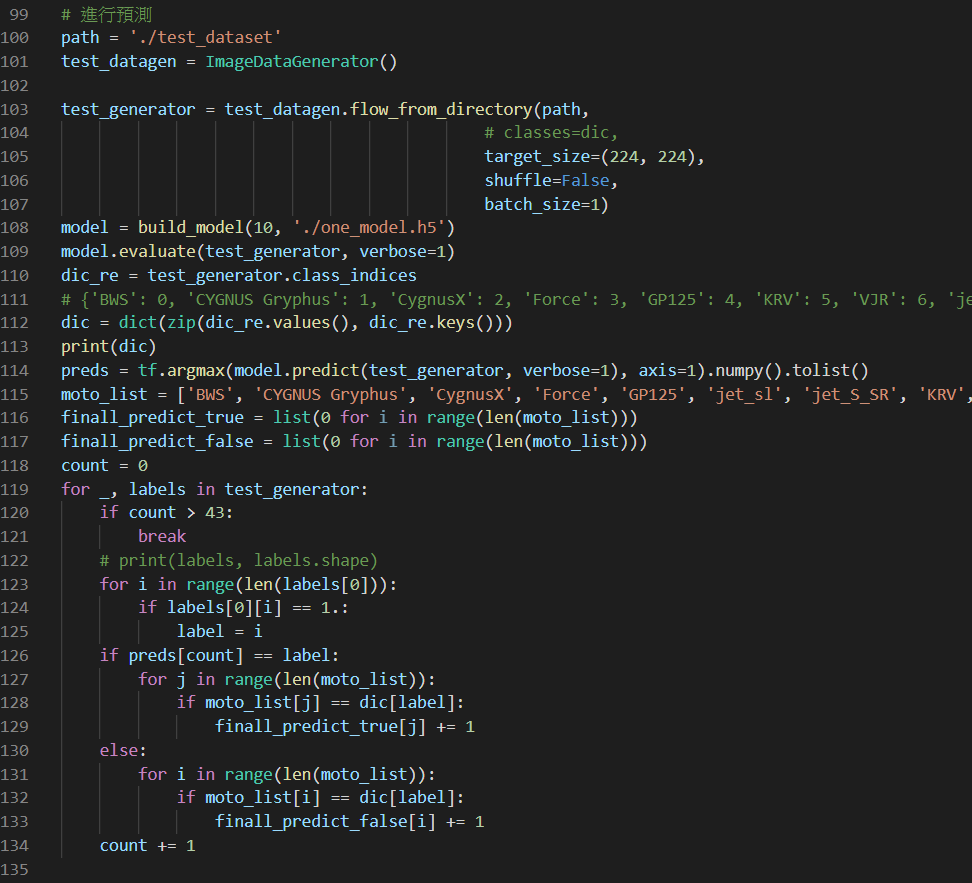 99 # 進行預測
100 path = './test_dataset'
101 test_datagen = ImageDataGenerator()
102
103 test_generator = test_datagen.flow_from_directory(path,
104 # classes=dic,
105 target_size=(224, 224),
106 shuffle=False,
107 batch_size=1)
108 model = build_model(10, './one_model.h5')
109 model.evaluate(test_generator, verbose=1)
110 dic_re = test_generator.class_indices
111 # {'BWS': 0, 'CYGNUS Gryphus': 1, 'CygnusX': 2, 'Force': 3, 'GP125': 4, 'KRV': 5, 'VJR': 6, 'je
112 dic = dict(zip(dic_re.values(), dic_re.keys()))
113 print(dic)
114 preds = tf.argmax(model.predict(test_generator, verbose=1), axis=1).numpy().tolist()
115 moto_list = ['BWS', 'CYGNUS Gryphus', 'CygnusX', 'Force', 'GP125', 'jet_sl', 'jet_S_SR', 'KRV',
116 finall_predict_true = list(0 for i in range(len(moto_list)))
117 finall_predict_false = list(0 for i in range(len(moto_list)))
118 count = 0
119 for _, labels in test_generator:
120 if count > 43:
121 break
122 # print(labels, labels.shape)
123 for i in range(len(labels[0])):
124 if labels[0][i] == 1.:
125 label = i
126 if preds[count] == label:
127 for j in range(len(moto_list)):
128 if moto_list[j] == dic[label]:
129 finall_predict_true[j] += 1
130 else:
131 for i in range(len(moto_list)):
132 if moto_list[i] == dic[label]:
133 finall_predict_false[i] += 1
134 count += 1
135